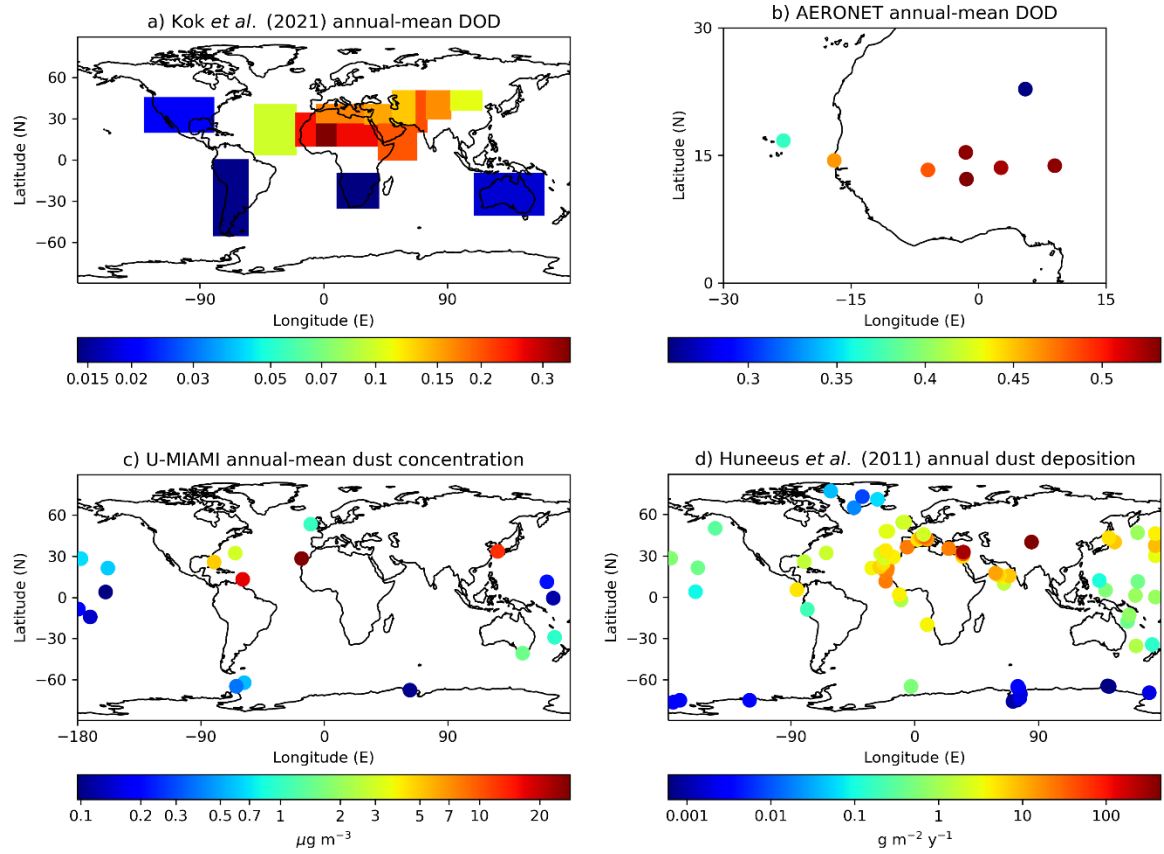 a) Kok et al. (2021) annual-mean DOD
Latitude (N)
60
30
0
−30
−60
−90 0 90
Longitude (E)
0.015 0.02 0.03 0.05 0.07 0.1 0.15 0.2 0.3
b) AERONET annual-mean DOD
Latitude (N)
30
15
0
−30 −15 0 15
Longitude (E)
0.3 0.35 0.4 0.45 0.5
c) U-MIAMI annual-mean dust concentration
Latitude (N)
60
30
0
−30
−60
−180 −90 0 90
Longitude (E)
0.1 0.2 0.3 0.5 0.7 1 2 3 5 7 10 20
μg m⁻³
d) Huneeus et al. (2011) annual dust deposition
Latitude (N)
60
30
0
−30
−60
−90 0 90
Longitude (E)
0.001 0.01 0.1 1 10 100
g m⁻² y⁻¹